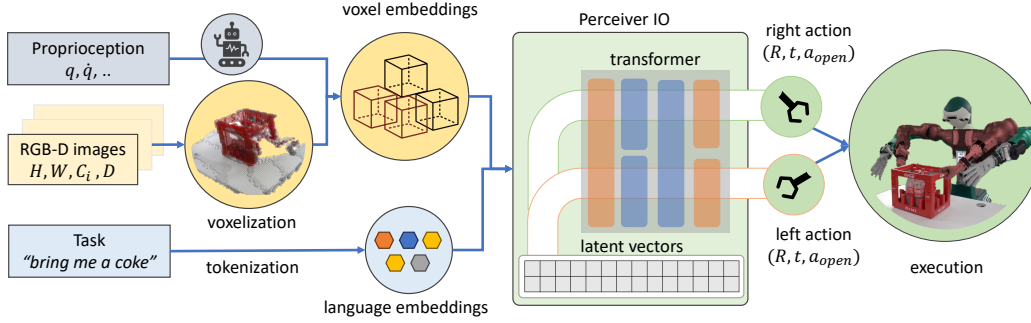 Proprioception
q, q̇, ..
RGB-D images
H, W, C_i, D
voxelization
Task
"bring me a coke"
tokenization
voxel embeddings
language embeddings
Perceiver IO
transformer
latent vectors
right action
(R, t, a_open)
left action
(R, t, a_open)
execution